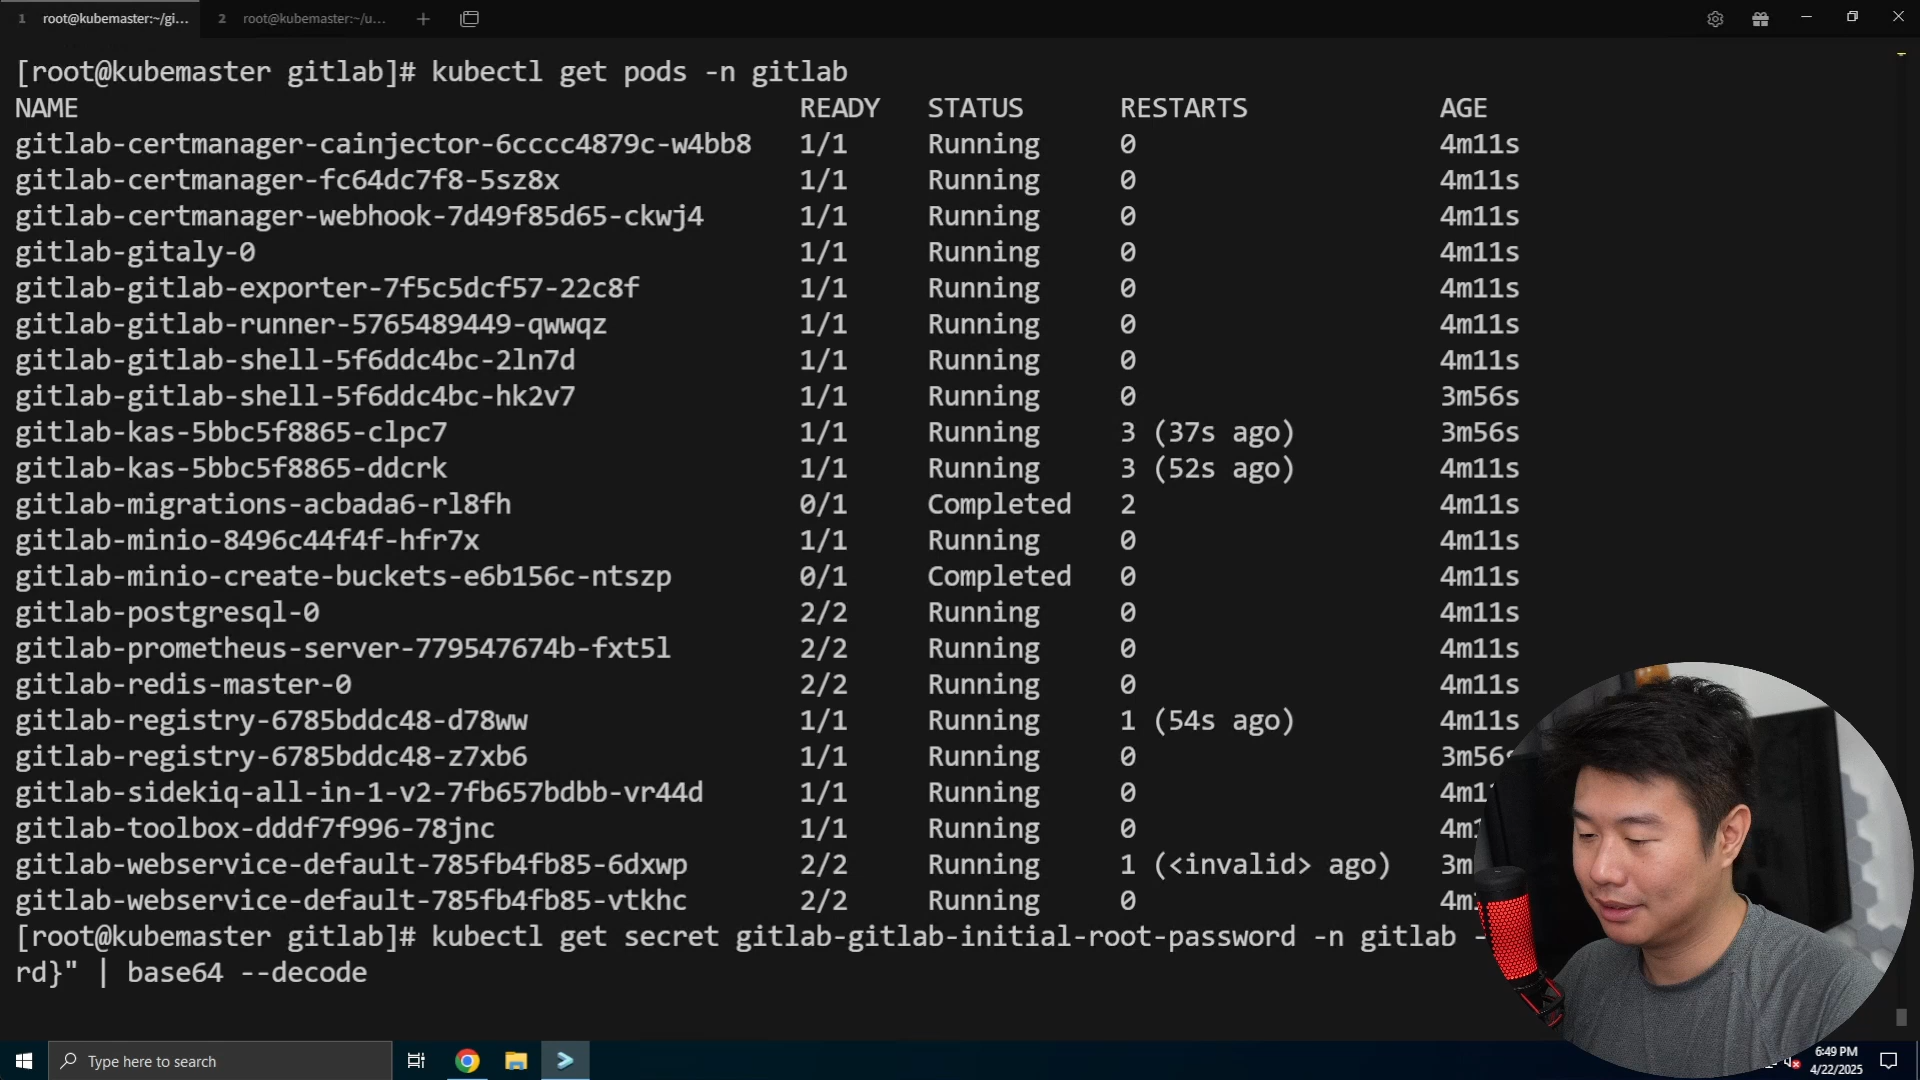 1 root@kubemaster:~/gi...
2 root@kubemaster:~/u...
[root@kubemaster gitlab]# kubectl get pods -n gitlab
NAME READY STATUS RESTARTS AGE
gitlab-certmanager-cainjector-6cccc4879c-w4bb8 1/1 Running 0 4m11s
gitlab-certmanager-fc64dc7f8-5sz8x 1/1 Running 0 4m11s
gitlab-certmanager-webhook-7d49f85d65-ckwj4 1/1 Running 0 4m11s
gitlab-gitaly-0 1/1 Running 0 4m11s
gitlab-gitlab-exporter-7f5c5dcf57-22c8f 1/1 Running 0 4m11s
gitlab-gitlab-runner-5765489449-qwwqz 1/1 Running 0 4m11s
gitlab-gitlab-shell-5f6ddc4bc-2ln7d 1/1 Running 0 4m11s
gitlab-gitlab-shell-5f6ddc4bc-hk2v7 1/1 Running 0 3m56s
gitlab-kas-5bbc5f8865-clpc7 1/1 Running 3 (37s ago) 3m56s
gitlab-kas-5bbc5f8865-ddcrk 1/1 Running 3 (52s ago) 4m11s
gitlab-migrations-acbada6-rl8fh 0/1 Completed 2 4m11s
gitlab-minio-8496c44f4f-hfr7x 1/1 Running 0 4m11s
gitlab-minio-create-buckets-e6b156c-ntszp 0/1 Completed 0 4m11s
gitlab-postgresql-0 2/2 Running 0 4m11s
gitlab-prometheus-server-779547674b-fxt5l 2/2 Running 0 4m11s
gitlab-redis-master-0 2/2 Running 0 4m11s
gitlab-registry-6785bddc48-d78ww 1/1 Running 1 (54s ago) 4m11s
gitlab-registry-6785bddc48-z7xb6 1/1 Running 0 3m56s
gitlab-sidekiq-all-in-1-v2-7fb657bdbb-vr44d 1/1 Running 0
gitlab-toolbox-dddf7f996-78jnc 1/1 Running 0
gitlab-webservice-default-785fb4fb85-6dxwp 2/2 Running 1 (<invalid> ago)
gitlab-webservice-default-785fb4fb85-vtkhc 2/2 Running 0
[root@kubemaster gitlab]# kubectl get secret gitlab-gitlab-initial-root-password -n gitlab
rd}" | base64 --decode
Type here to search
6:49 PM
4/22/2025